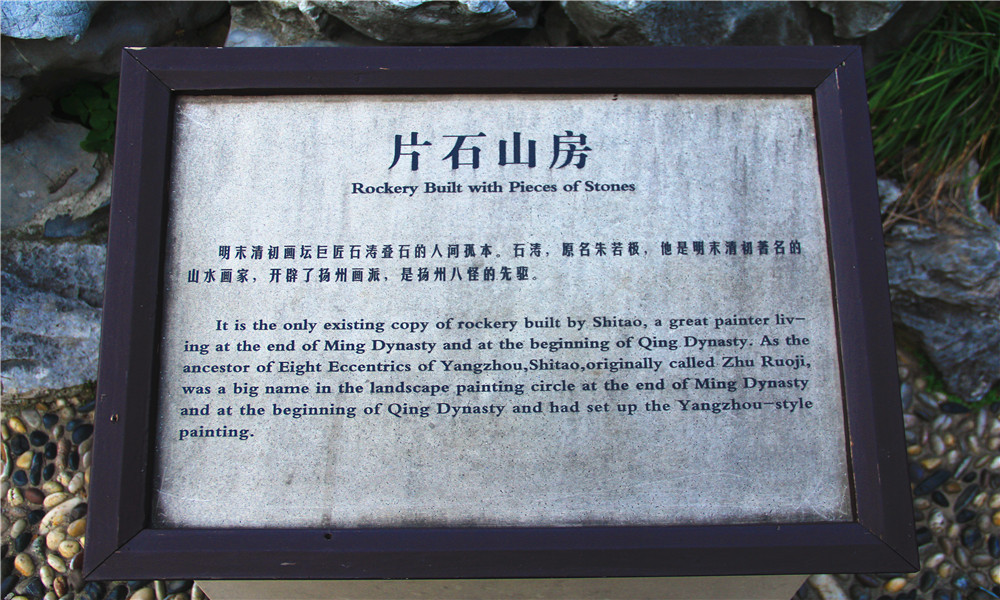 片石山房
Rockery Built with Pieces of Stones
明末清初画坛巨匠石涛叠石的人间孤本。石涛，原名朱若极，他是明末清初著名的
山水画家，开辟了扬州画派，是扬州八怪的先驱。
It is the only existing copy of rockery built by Shitao, a great painter liv-
ing at the end of Ming Dynasty and at the beginning of Qing Dynasty. As the
ancestor of Eight Eccentrics of Yangzhou,Shitao,originally called Zhu Ruoji,
was a big name in the landscape painting circle at the end of Ming Dynasty
and at the beginning of Qing Dynasty and had set up the Yangzhou-style
painting.